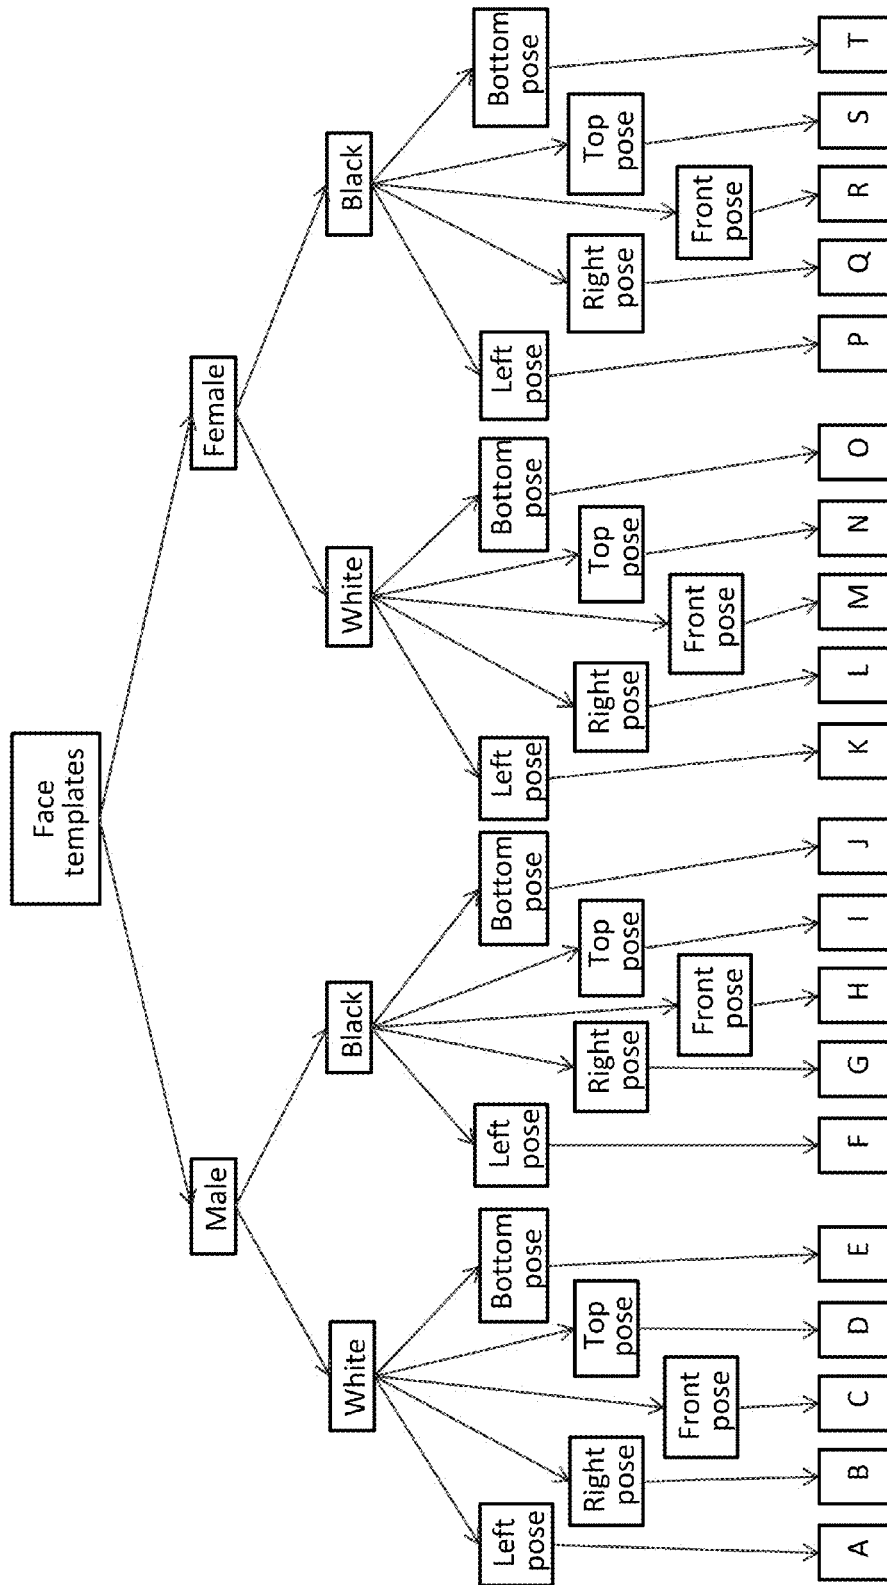 Face
templates
Male
Female
White
Black
White
Black
Left
pose
Right
pose
Front
pose
Top
pose
Bottom
pose
Left
pose
Right
pose
Front
pose
Top
pose
Bottom
pose
Left
pose
Right
pose
Front
pose
Top
pose
Bottom
pose
Left
pose
Right
pose
Front
pose
Top
pose
Bottom
pose
A
B
C
D
E
F
G
H
I
J
K
L
M
N
O
P
Q
R
S
T